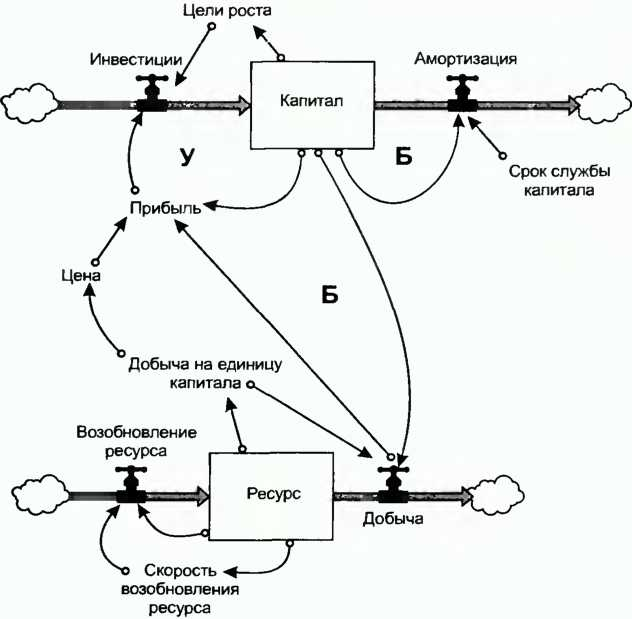 Цели роста
Инвестиции
Амортизация
Капитал
У
Б
Срок службы
капитала
Прибыль
Цена
Б
Добыча на единицу
капитала
Возобновление
ресурса
Ресурс
Добыча
Скорость
возобновления
ресурса